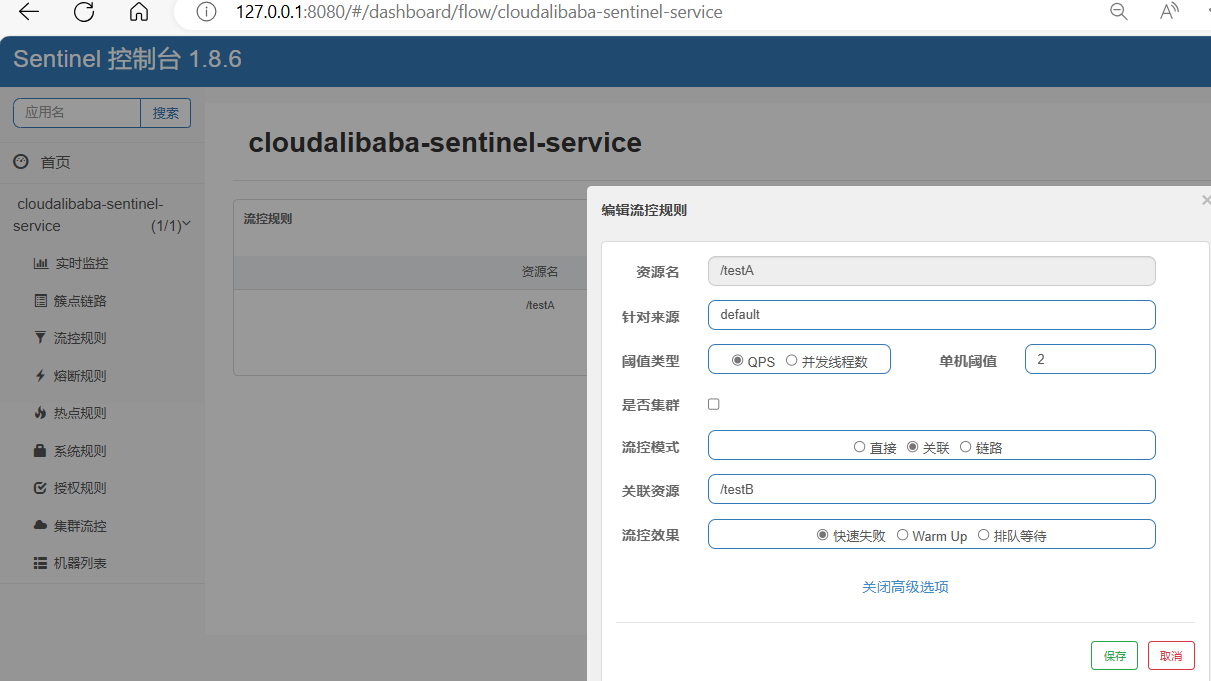 127.0.0.1:8080/#/dashboard/flow/cloudalibaba-sentinel-service
Sentinel 控制台 1.8.6
应用名 搜索
首页
cloudalibaba-sentinel-
service (1/1)
实时监控
簇点链路
流控规则
熔断规则
热点规则
系统规则
授权规则
集群流控
机器列表
cloudalibaba-sentinel-service
流控规则
资源名
/testA
编辑流控规则
×
资源名 /testA
针对来源 default
阈值类型 QPS 并发线程数 单机阈值 2
是否集群
流控模式 直接 关联 链路
关联资源 /testB
流控效果 快速失败 Warm Up 排队等待
关闭高级选项
保存 取消